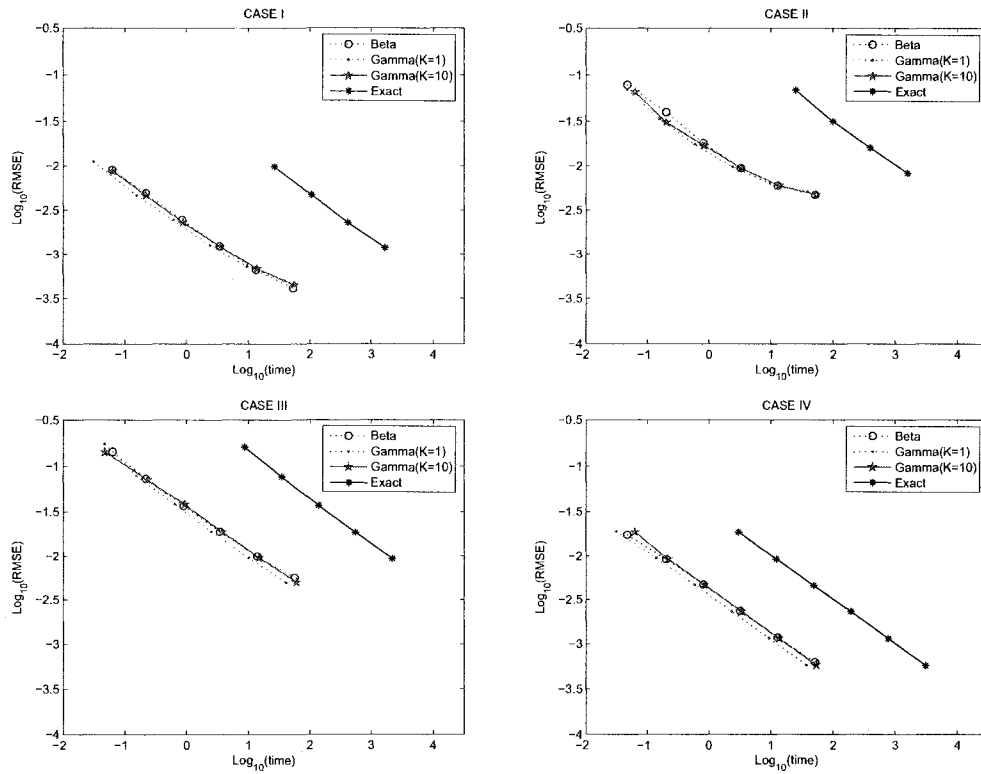 CASE I
-0.5
-1
-1.5
-2
-2.5
-3
-3.5
-4
Log10(RMSE)
-2
-1
0
1
2
3
4
Log10(time)
Beta
Gamma(K=1)
Gamma(K=10)
Exact
CASE II
-0.5
-1
-1.5
-2
-2.5
-3
-3.5
-4
Log10(RMSE)
-2
-1
0
1
2
3
4
Log10(time)
Beta
Gamma(K=1)
Gamma(K=10)
Exact
CASE III
-0.5
-1
-1.5
-2
-2.5
-3
-3.5
-4
Log10(RMSE)
-2
-1
0
1
2
3
4
Log10(time)
Beta
Gamma(K=1)
Gamma(K=10)
Exact
CASE IV
-0.5
-1
-1.5
-2
-2.5
-3
-3.5
-4
Log10(RMSE)
-2
-1
0
1
2
3
4
Log10(time)
Beta
Gamma(K=1)
Gamma(K=10)
Exact